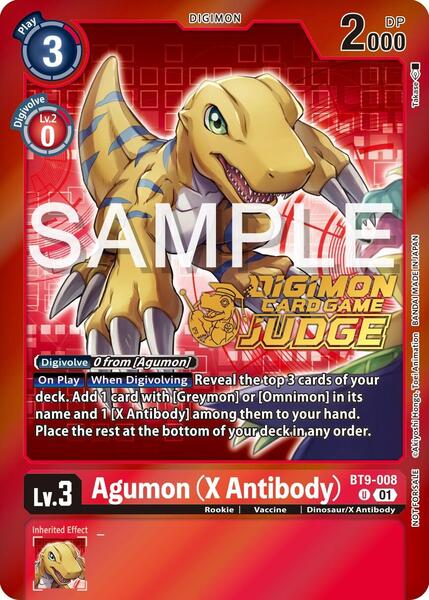 Play
3
DIGIMON
2000
DP
Digivolve
Lv.2
0
Takase
SAMPLE
DIGIMON
CARD GAME
JUDGE
Digivolve 0 from [Agumon]
On Play When Digivolving Reveal the top 3 cards of your
deck. Add 1 card with [Greymon] or [Omnimon] in its
name and 1 [X Antibody] among them to your hand.
Place the rest at the bottom of your deck in any order.
NOT FOR SALE ©Akiyoshi Hongo, Toei Animation BANDAI MADE IN JAPAN
Lv.3
Agumon (X Antibody)
BT9-008
U 01
Rookie | Vaccine | Dinosaur/X Antibody
Inherited Effect
–